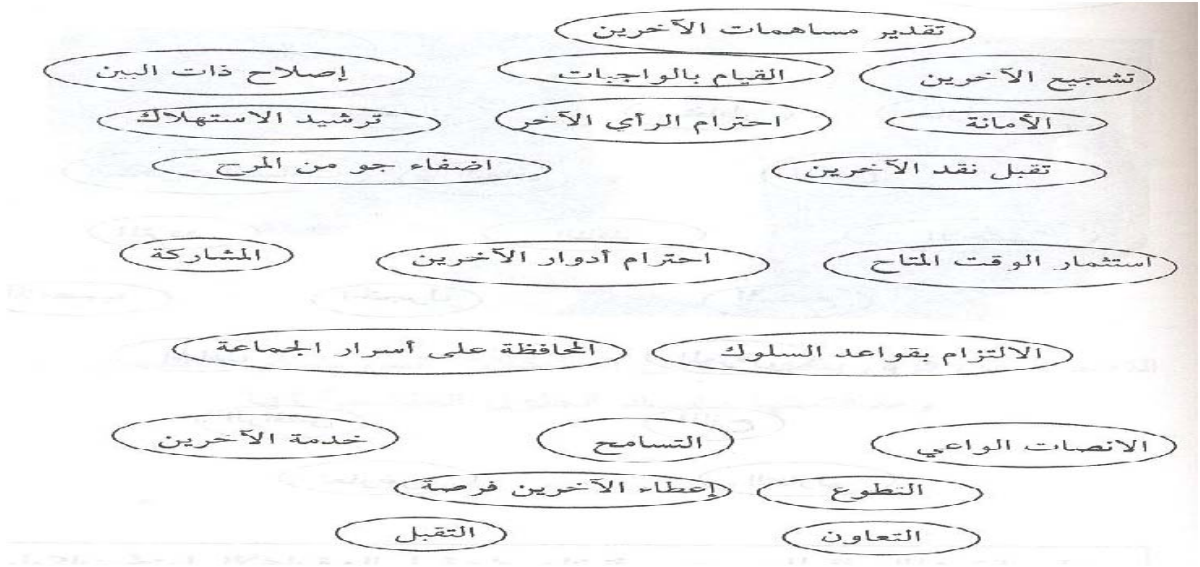 تقدير مساهمات الآخرين
تشجيع الآخرين القيام بالواجبات إصلاح ذات البين
الأمانة احترام الرأي الآخر ترشيد الاستهلاك
تقبل نقد الآخرين اضفاء جو من المرح
استثمار الوقت المتاح احترام أدوار الآخرين المشاركة
الالتزام بقواعد السلوك المحافظة على أسرار الجماعة
الانصات الواعي التسامح خدمة الآخرين
التطوع إعطاء الآخرين فرصة
التعاون التقبل